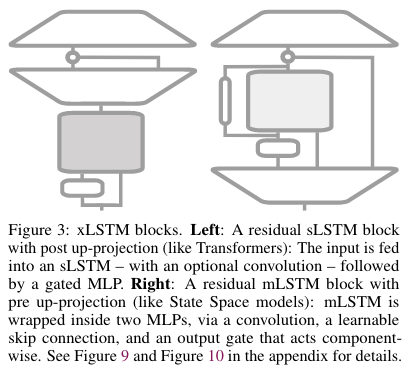 Figure 3: xLSTM blocks. Left: A residual sLSTM block
with post up-projection (like Transformers): The input is fed
into an sLSTM – with an optional convolution – followed
by a gated MLP. Right: A residual mLSTM block with
pre up-projection (like State Space models): mLSTM is
wrapped inside two MLPs, via a convolution, a learnable
skip connection, and an output gate that acts component-
wise. See Figure 9 and Figure 10 in the appendix for details.